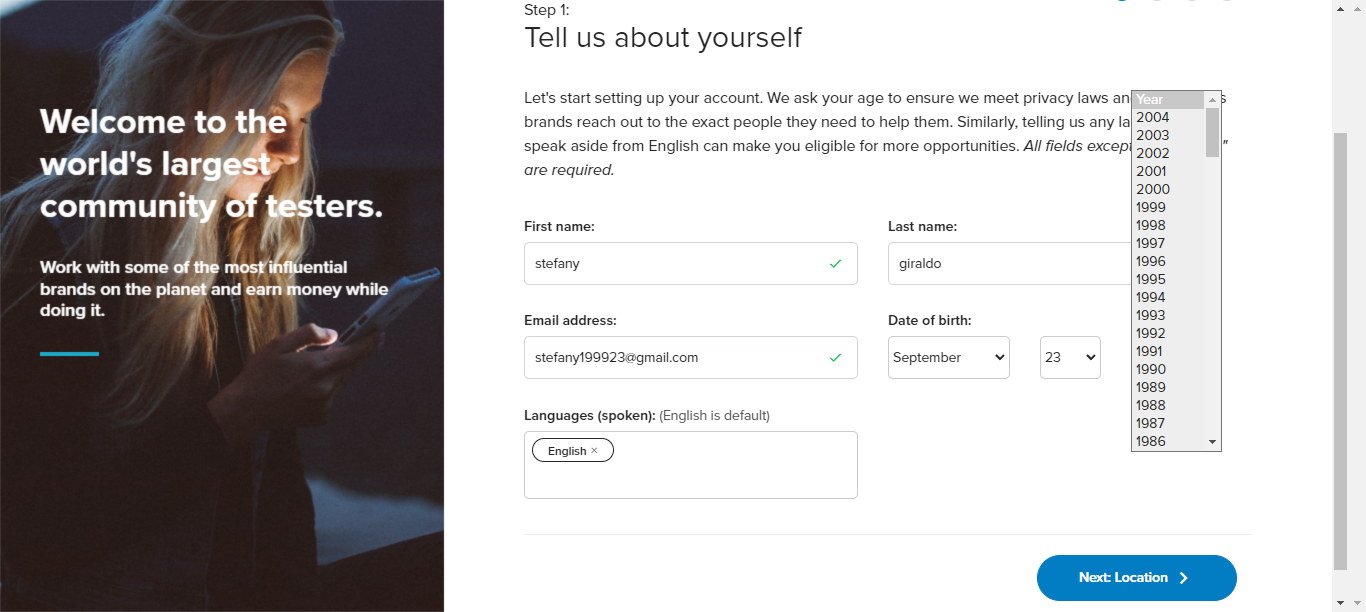 Welcome to the
world's largest
community of testers.
Work with some of the most influential
brands on the planet and earn money while
doing it.
Step 1:
Tell us about yourself
Let's start setting up your account. We ask your age to ensure we meet privacy laws
brands reach out to the exact people they need to help them. Similarly, telling us any
speak aside from English can make you eligible for more opportunities. All fields
are required.
First name:
stefany
Last name:
giraldo
Email address:
stefany199923@gmail.com
Date of birth:
September
23
Year
2004
2003
2002
2001
2000
1999
1998
1997
1996
1995
1994
1993
1992
1991
1990
1989
1988
1987
1986
Languages (spoken): (English is default)
English ×
Next: Location